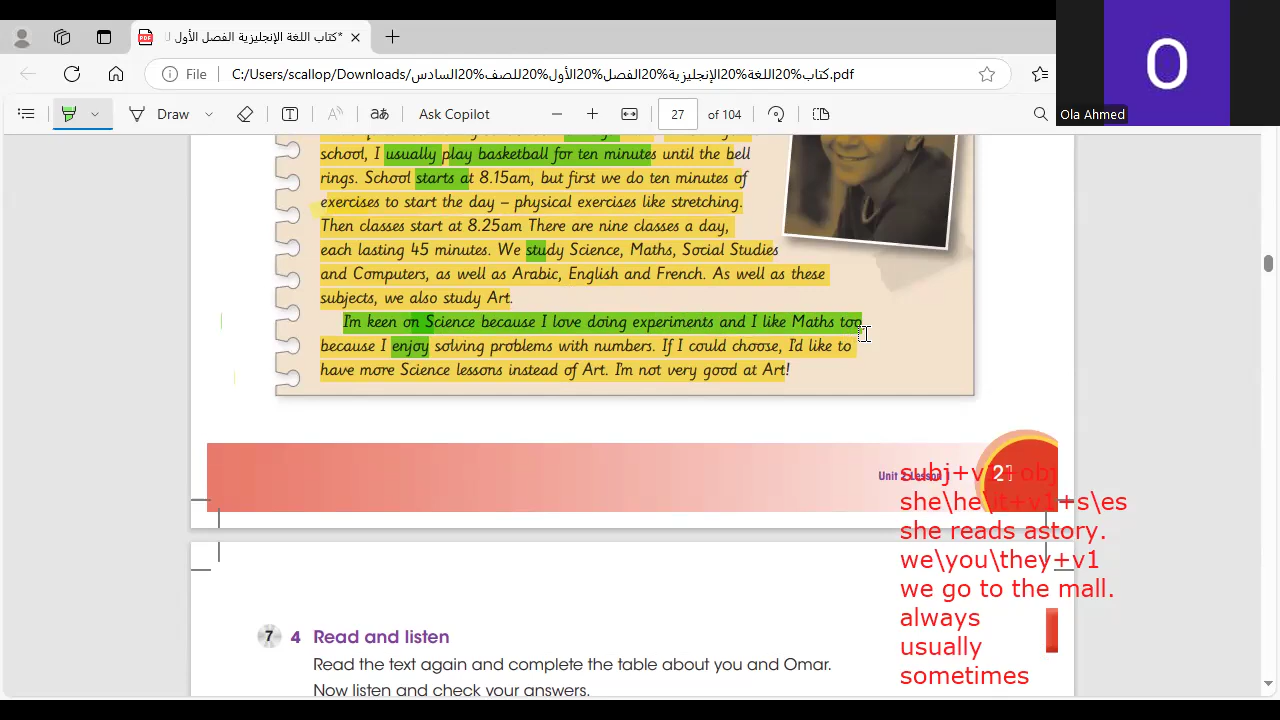 *كتاب اللغة الإنجليزية الفصل الأول ل
File
C:/Users/scallop/Downloads/كتاب%20اللغة%20الإنجليزية%20الفصل%20الأول%20للصف%20السادس.pdf
Draw
Ask Copilot
27 of 104
O
Ola Ahmed
school, I usually play basketball for ten minutes until the bell
rings. School starts at 8.15am, but first we do ten minutes of
exercises to start the day – physical exercises like stretching.
Then classes start at 8.25am There are nine classes a day,
each lasting 45 minutes. We study Science, Maths, Social Studies
and Computers, as well as Arabic, English and French. As well as these
subjects, we also study Art.
I'm keen on Science because I love doing experiments and I like Maths too
because I enjoy solving problems with numbers. If I could choose, I'd like to
have more Science lessons instead of Art. I'm not very good at Art!
Unit 2 Lesson 1
21
subj+v1+obj
she\he\it+v1+s\es
she reads astory.
we\you\they+v1
we go to the mall.
always
usually
sometimes
7 4 Read and listen
Read the text again and complete the table about you and Omar.
Now listen and check your answers.